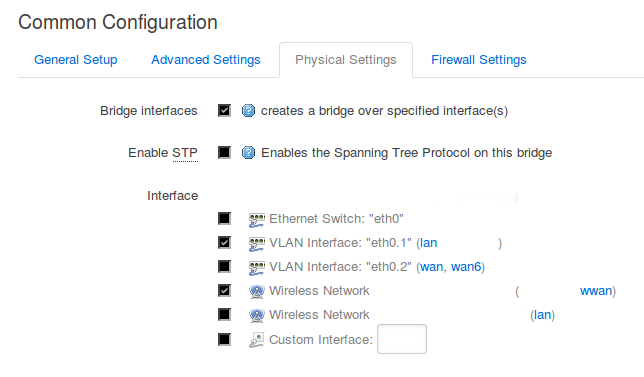 Common Configuration
General Setup Advanced Settings Physical Settings Firewall Settings
Bridge interfaces creates a bridge over specified interface(s)
Enable STP Enables the Spanning Tree Protocol on this bridge
Interface
Ethernet Switch: "eth0"
VLAN Interface: "eth0.1" (lan )
VLAN Interface: "eth0.2" (wan, wan6)
Wireless Network ( wwan)
Wireless Network (lan)
Custom Interface: